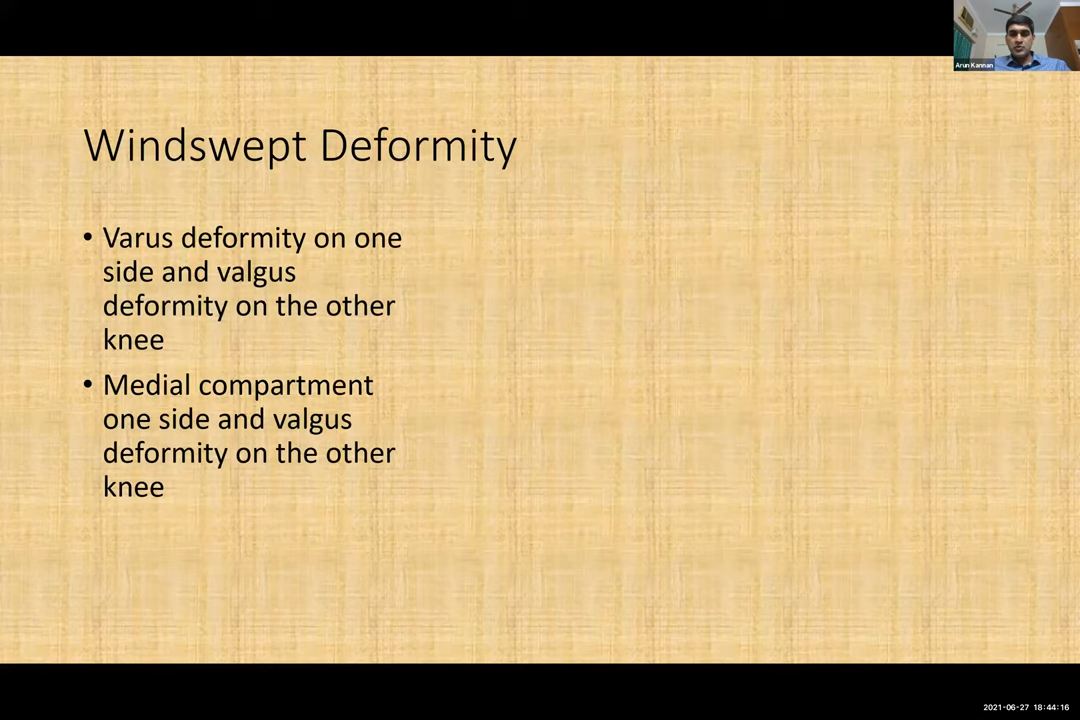 Arun Kannan
Windswept Deformity
• Varus deformity on one
side and valgus
deformity on the other
knee
• Medial compartment
one side and valgus
deformity on the other
knee
2021-06-27 18:44:16